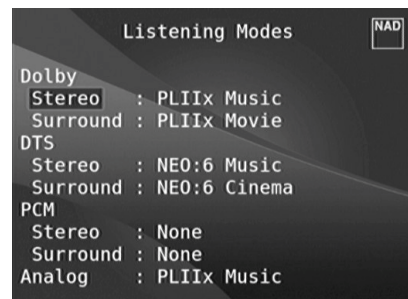 Listening Modes
NAD
Dolby
Stereo : PLIIx Music
Surround : PLIIx Movie
DTS
Stereo : NEO:6 Music
Surround : NEO:6 Cinema
PCM
Stereo : None
Surround : None
Analog : PLIIx Music